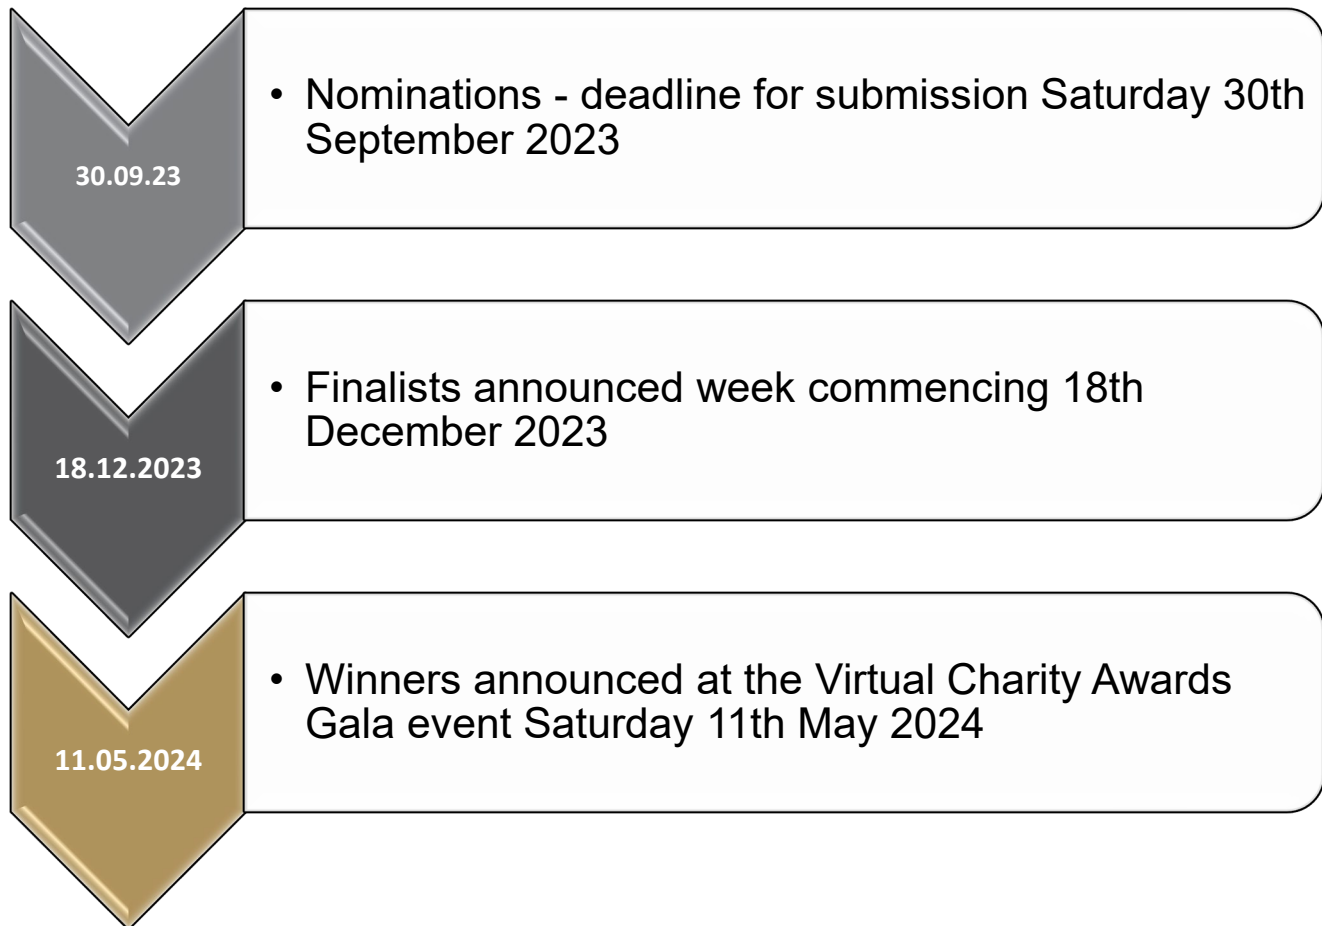 30.09.23
• Nominations - deadline for submission Saturday 30th
September 2023
18.12.2023
• Finalists announced week commencing 18th
December 2023
11.05.2024
• Winners announced at the Virtual Charity Awards
Gala event Saturday 11th May 2024